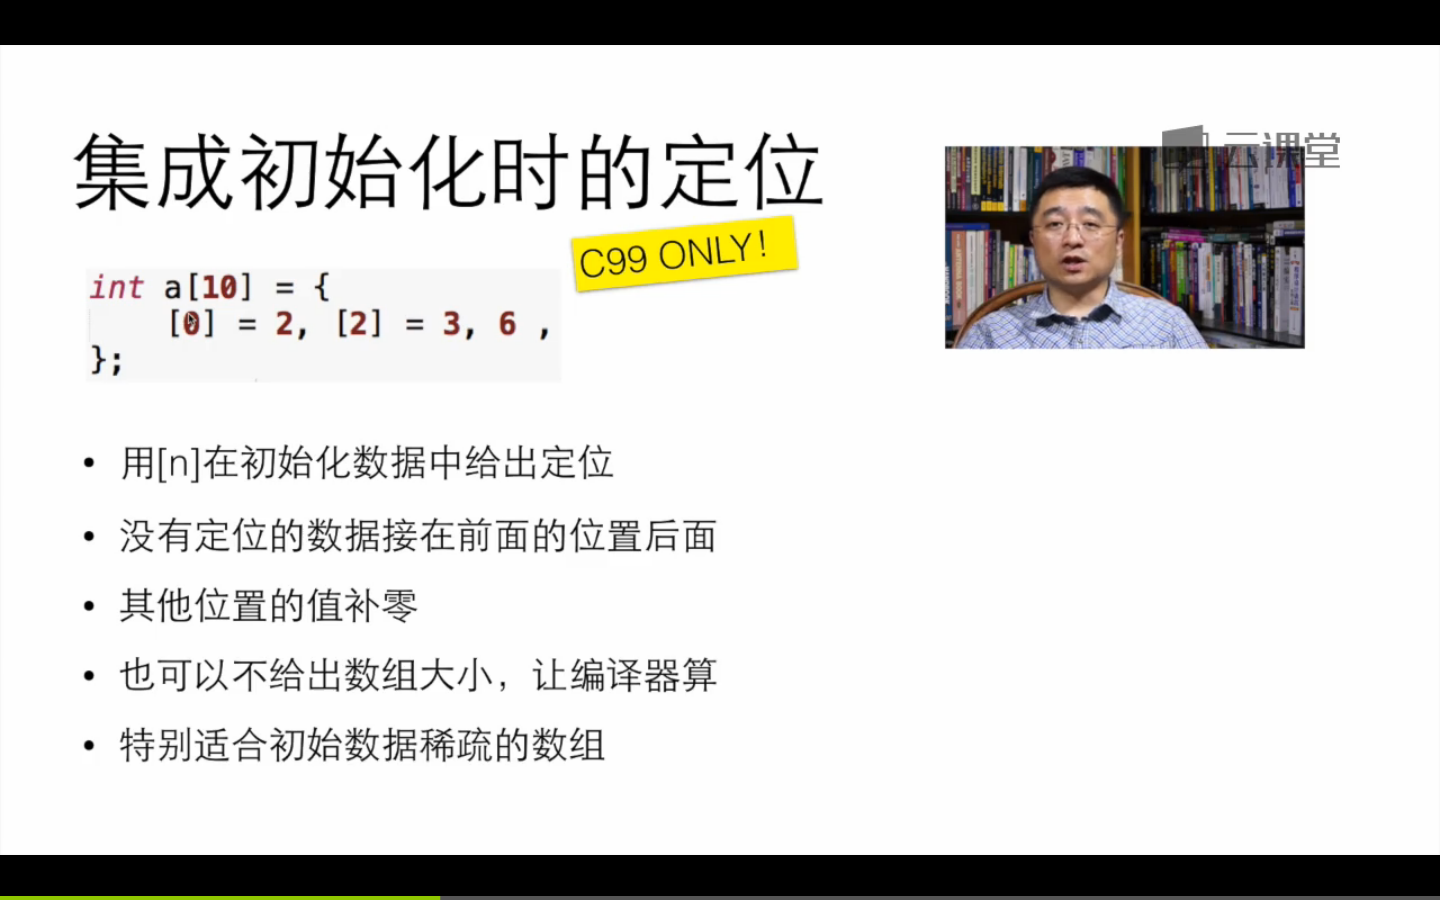 云课堂
集成初始化时的定位
C99 ONLY!
int a[10] = {
[0] = 2, [2] = 3, 6 ,
};
• 用[n]在初始化数据中给出定位
• 没有定位的数据接在前面的位置后面
• 其他位置的值补零
• 也可以不给出数组大小，让编译器算
• 特别适合初始数据稀疏的数组